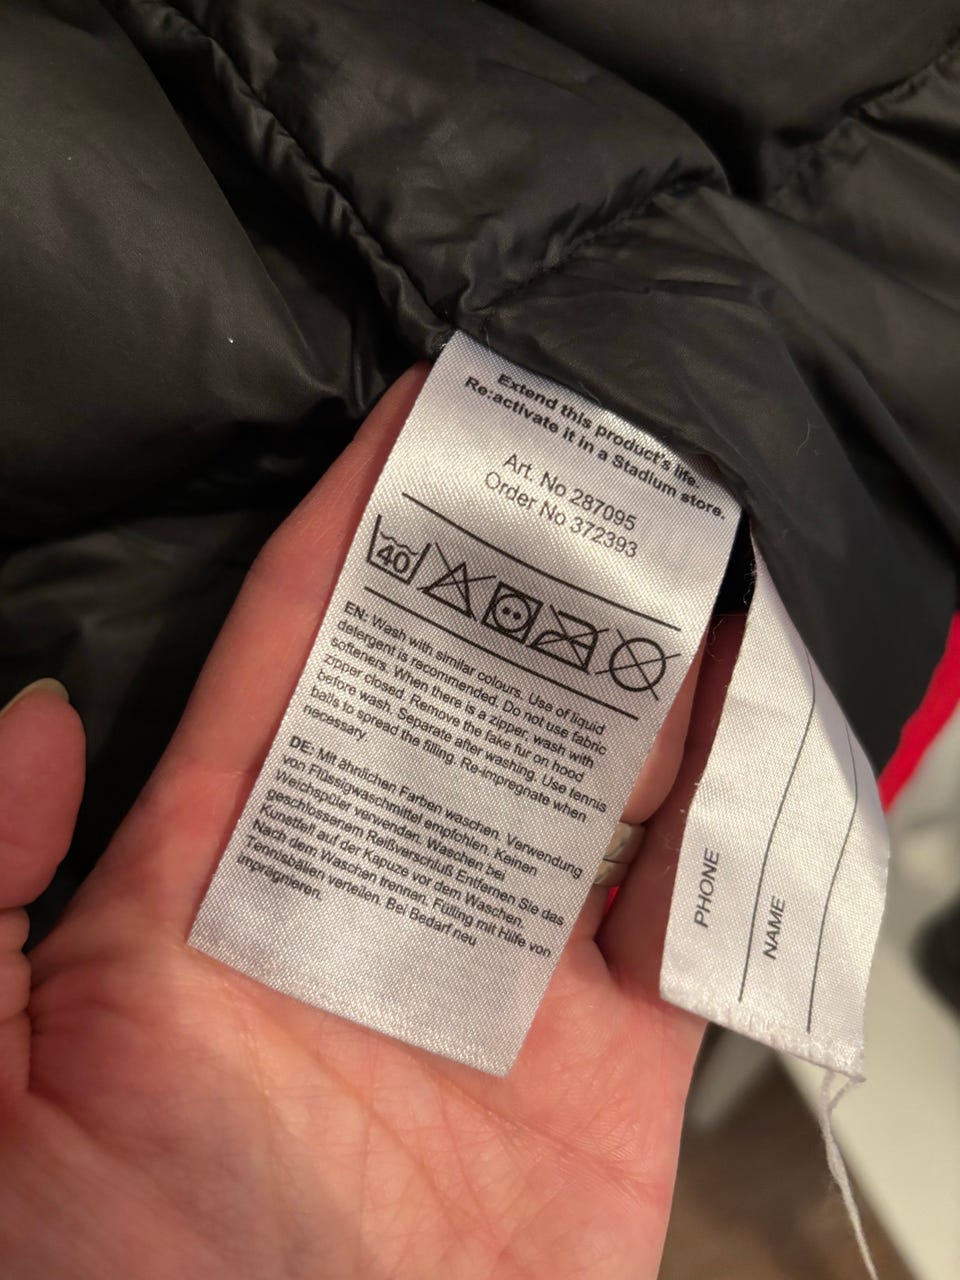 Extend this product's life.
Re:activate it in a Stadium store.
Art. No 287095
Order No 372393
40
EN: Wash with similar colours. Use of liquid
detergent is recommended. Do not use fabric
softeners. When there is a zipper, wash with
zipper closed. Remove the fake fur on hood
before wash. Separate after washing. Use tennis
balls to spread the filling. Re-impregnate when
necessary.
DE: Mit ähnlichen Farben waschen. Verwendung
von Flüssigwaschmittel empfohlen. Keinen
Weichspüler verwenden. Waschen bei
geschlossenem Reißverschluß Entfernen Sie das
Kunstfell auf der Kapuze vor dem Waschen.
Nach dem Waschen trennen. Fülling mit Hilfe von
Tennisbällen verteilen. Bei Bedarf neu
imprägnieren.
PHONE
NAME